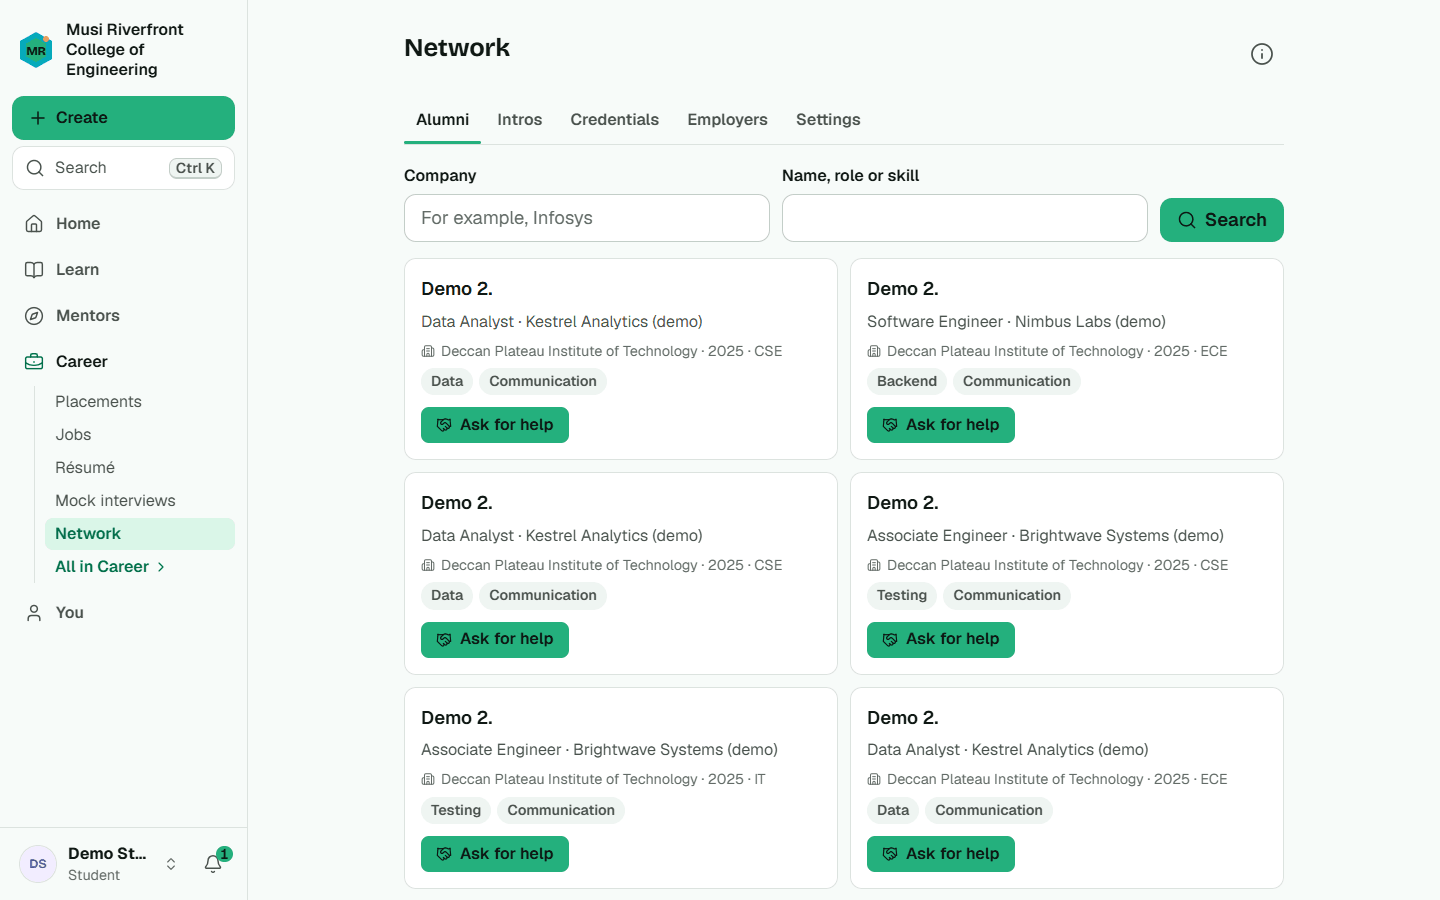 MR
Musi Riverfront
College of
Engineering
Create
Search Ctrl K
Home
Learn
Mentors
Career
Placements
Jobs
Résumé
Mock interviews
Network
All in Career
You
DS
Demo St...
Student
1
Network
Alumni Intros Credentials Employers Settings
Company
For example, Infosys
Name, role or skill
Search
Demo 2.
Data Analyst · Kestrel Analytics (demo)
Deccan Plateau Institute of Technology · 2025 · CSE
Data Communication
Ask for help
Demo 2.
Software Engineer · Nimbus Labs (demo)
Deccan Plateau Institute of Technology · 2025 · ECE
Backend Communication
Ask for help
Demo 2.
Data Analyst · Kestrel Analytics (demo)
Deccan Plateau Institute of Technology · 2025 · CSE
Data Communication
Ask for help
Demo 2.
Associate Engineer · Brightwave Systems (demo)
Deccan Plateau Institute of Technology · 2025 · CSE
Testing Communication
Ask for help
Demo 2.
Associate Engineer · Brightwave Systems (demo)
Deccan Plateau Institute of Technology · 2025 · IT
Testing Communication
Ask for help
Demo 2.
Data Analyst · Kestrel Analytics (demo)
Deccan Plateau Institute of Technology · 2025 · ECE
Data Communication
Ask for help